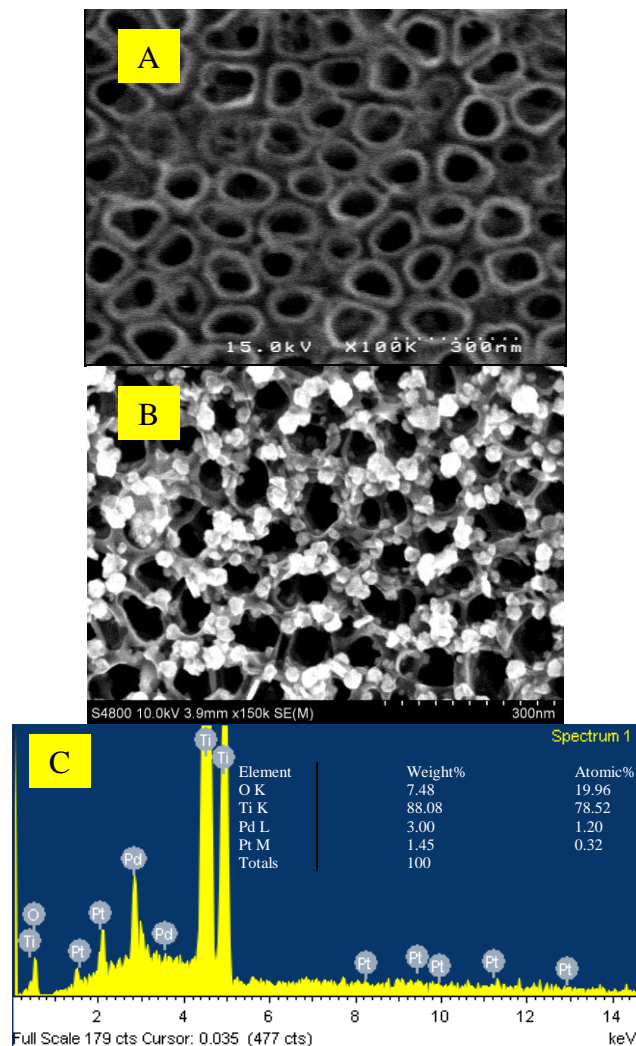 A
15.0kV X100K 300nm
B
S4800 10.0kV 3.9mm x150k SE(M) 300nm
C
Spectrum 1
Ti
Ti
Element Weight% Atomic%
O K 7.48 19.96
Ti K 88.08 78.52
Pd L 3.00 1.20
Pt M 1.45 0.32
Totals 100
Pd
O
Pt
Ti
Pt
Pd
Pt
Pt
Pt
Pt
Pt
2 4 6 8 10 12 14
Full Scale 179 cts Cursor: 0.035 (477 cts) keV